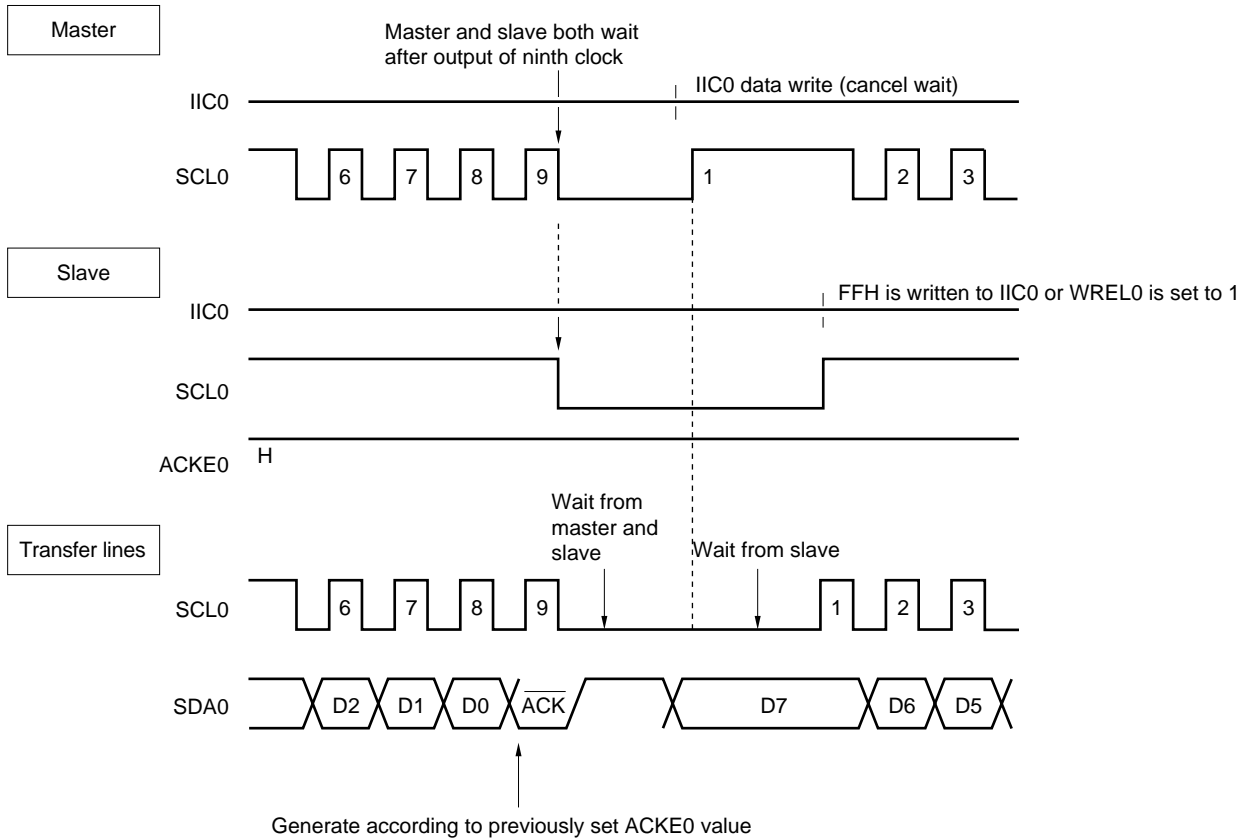 Master
Master and slave both wait
after output of ninth clock
IIC0
IIC0 data write (cancel wait)
SCL0
6 7 8 9 1 2 3
Slave
FFH is written to IIC0 or WREL0 is set to 1
IIC0
SCL0
H
ACKE0
Transfer lines
Wait from
master and
slave
Wait from slave
SCL0
6 7 8 9 1 2 3
SDA0
D2 D1 D0 ACK D7 D6 D5
Generate according to previously set ACKE0 value